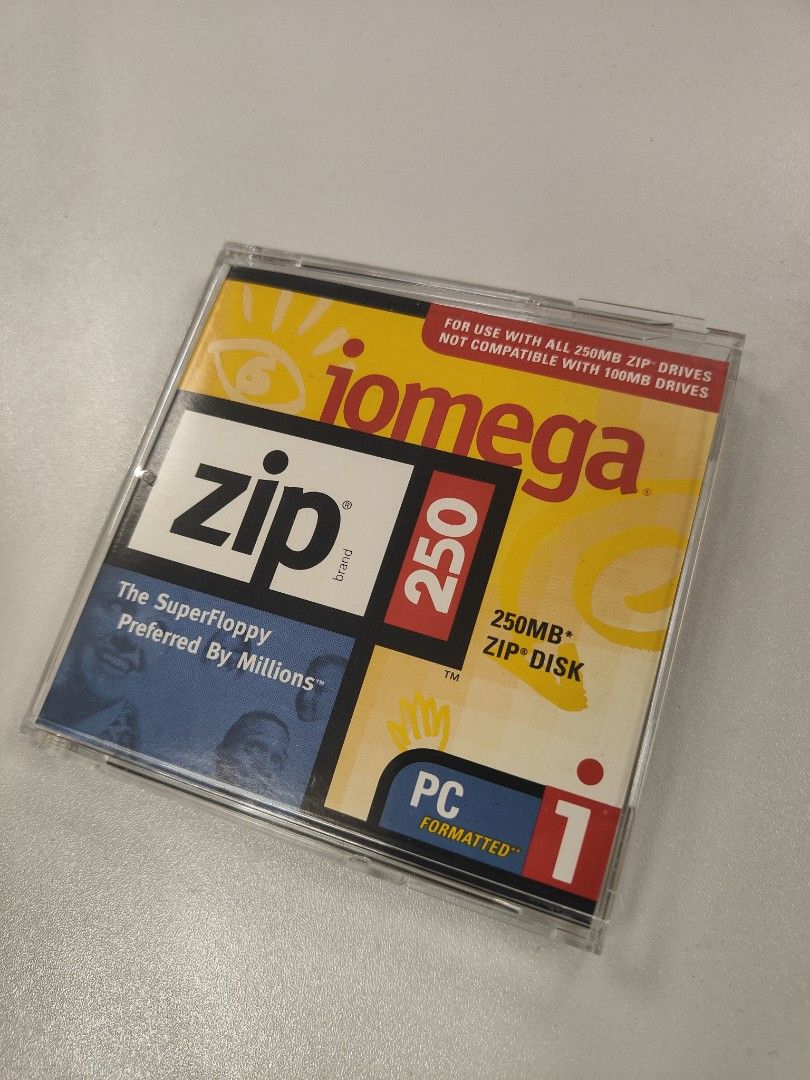 FOR USE WITH ALL 250MB ZIP™ DRIVES
NOT COMPATIBLE WITH 100MB DRIVES
iomega®
zip®
brand
250
The SuperFloppy
Preferred By Millions™
250MB*
ZIP® DISK
TM
PC
FORMATTED**
i